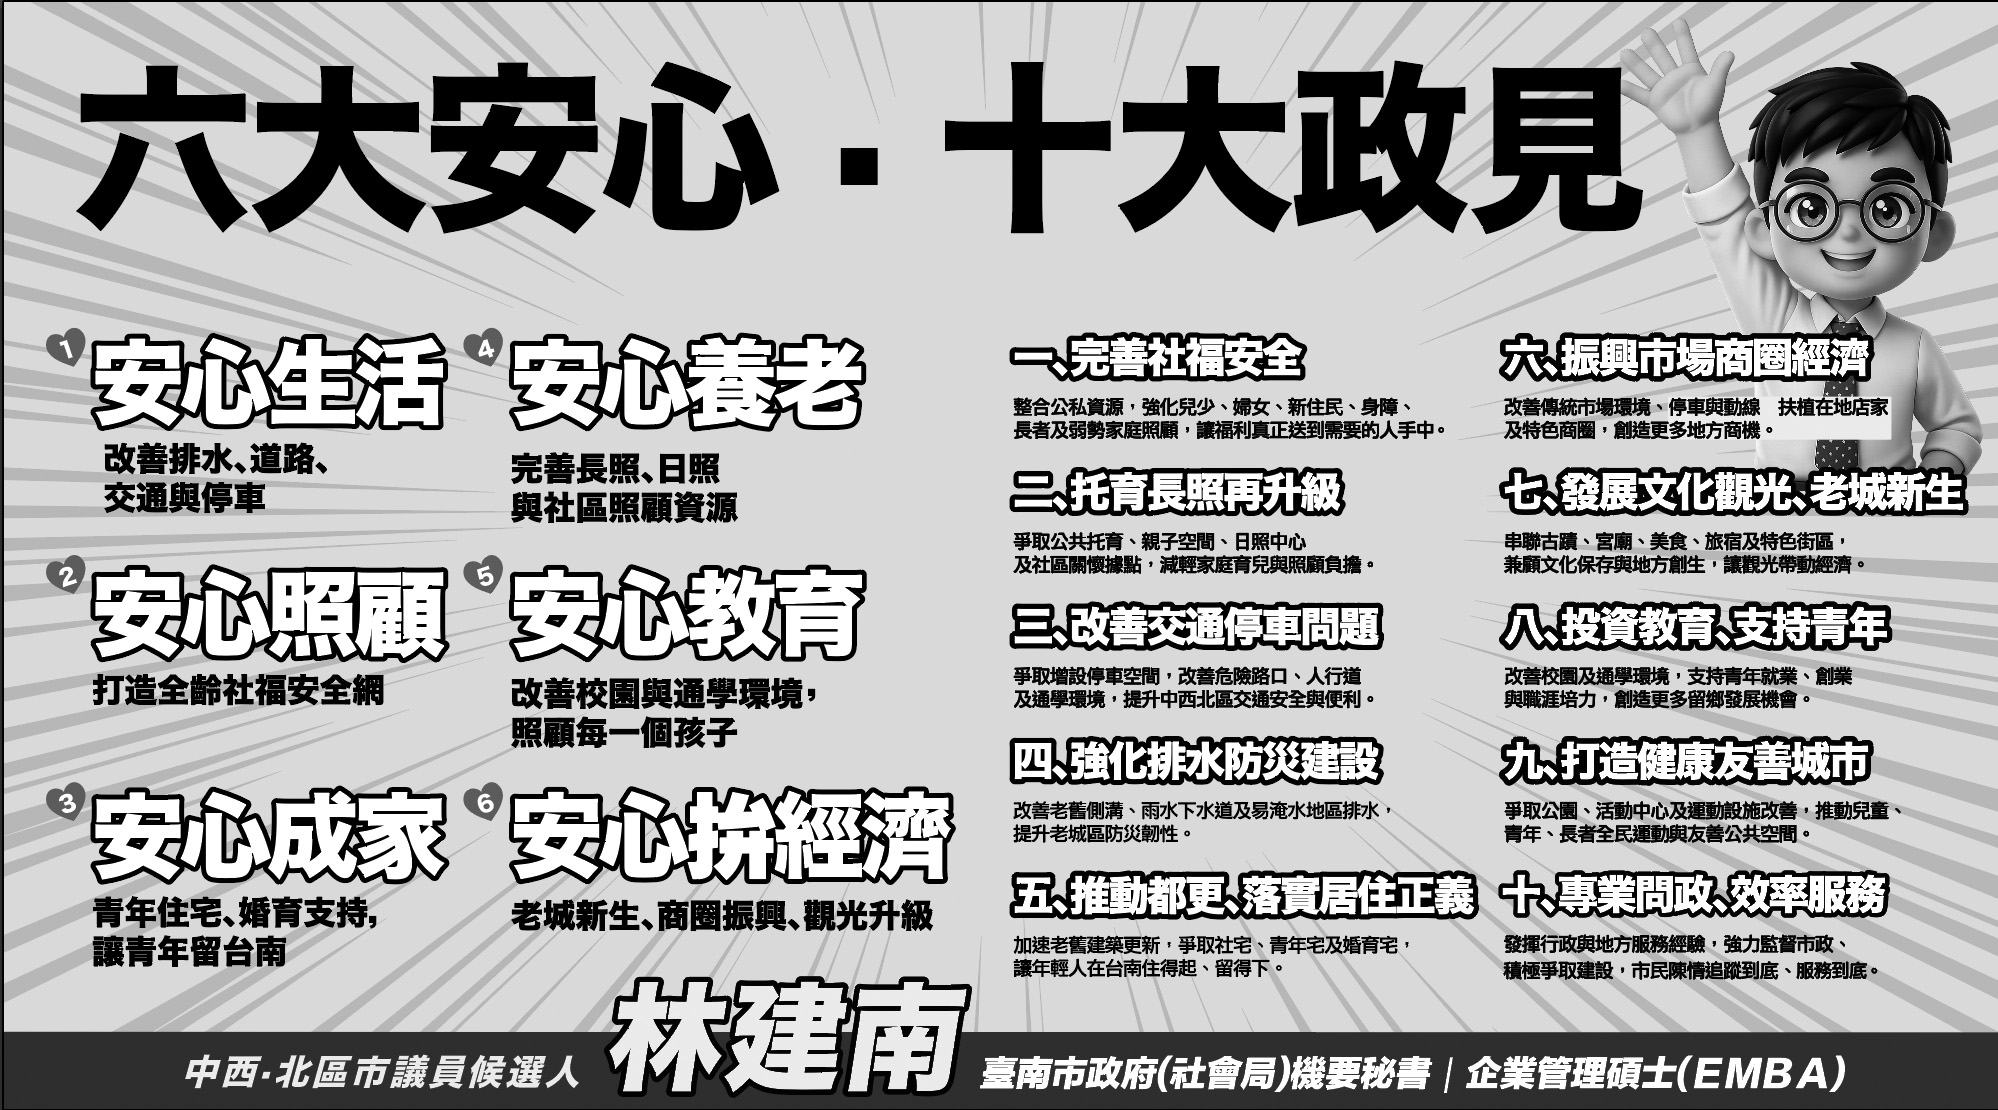 六大安心·十大政見
1
安心生活
改善排水、道路、
交通與停車
2
安心照顧
打造全齡社福安全網
3
安心成家
青年住宅、婚育支持，
讓青年留台南
4
安心養老
完善長照、日照
與社區照顧資源
5
安心教育
改善校園與通學環境，
照顧每一個孩子
6
安心拚經濟
老城新生、商圈振興、觀光升級
一、完善社福安全
整合公私資源，強化兒少、婦女、新住民、身障、
長者及弱勢家庭照顧，讓福利真正送到需要的人手中。
二、托育長照再升級
爭取公共托育、親子空間、日照中心
及社區關懷據點，減輕家庭育兒與照顧負擔。
三、改善交通停車問題
爭取增設停車空間，改善危險路口、人行道
及通學環境，提升中西北區交通安全與便利。
四、強化排水防災建設
改善老舊側溝、雨水下水道及易淹水地區排水，
提升老城區防災韌性。
五、推動都更、落實居住正義
加速老舊建築更新，爭取社宅、青年宅及婚育宅，
讓年輕人在台南住得起、留得下。
六、振興市場商圈經濟
改善傳統市場環境、停車與動線　扶植在地店家
及特色商圈，創造更多地方商機。
七、發展文化觀光、老城新生
串聯古蹟、宮廟、美食、旅宿及特色街區，
兼顧文化保存與地方創生，讓觀光帶動經濟。
八、投資教育、支持青年
改善校園及通學環境，支持青年就業、創業
與職涯培力，創造更多留鄉發展機會。
九、打造健康友善城市
爭取公園、活動中心及運動設施改善，推動兒童、
青年、長者全民運動與友善公共空間。
十、專業問政、效率服務
發揮行政與地方服務經驗，強力監督市政、
積極爭取建設，市民陳情追蹤到底、服務到底。
中西·北區市議員候選人 林建南 臺南市政府(社會局)機要秘書｜企業管理碩士(EMBA)